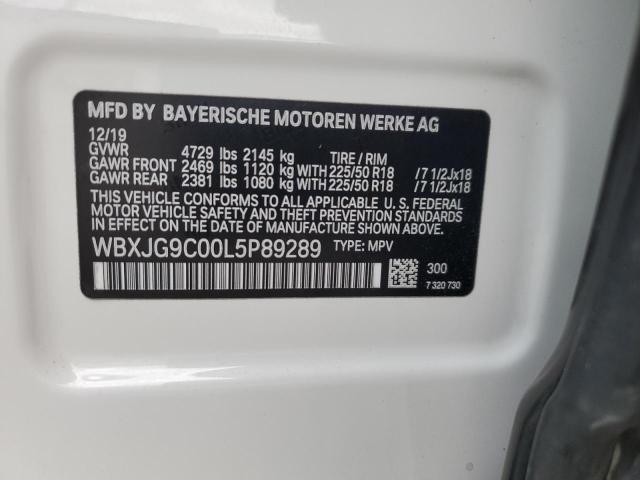 MFD BY BAYERISCHE MOTOREN WERKE AG
12/19
GVWR 4729 lbs 2145 kg TIRE / RIM
GAWR FRONT 2469 lbs 1120 kg WITH 225/50 R18 /7 1/2Jx18
GAWR REAR 2381 lbs 1080 kg WITH 225/50 R18 /7 1/2Jx18
THIS VEHICLE CONFORMS TO ALL APPLICABLE U.S. FEDERAL
MOTOR VEHICLE SAFETY AND THEFT PREVENTION STANDARDS
IN EFFECT ON THE DATE OF MANUFACTURE SHOWN ABOVE.
WBXJG9C00L5P89289 TYPE: MPV
300
7 320 730